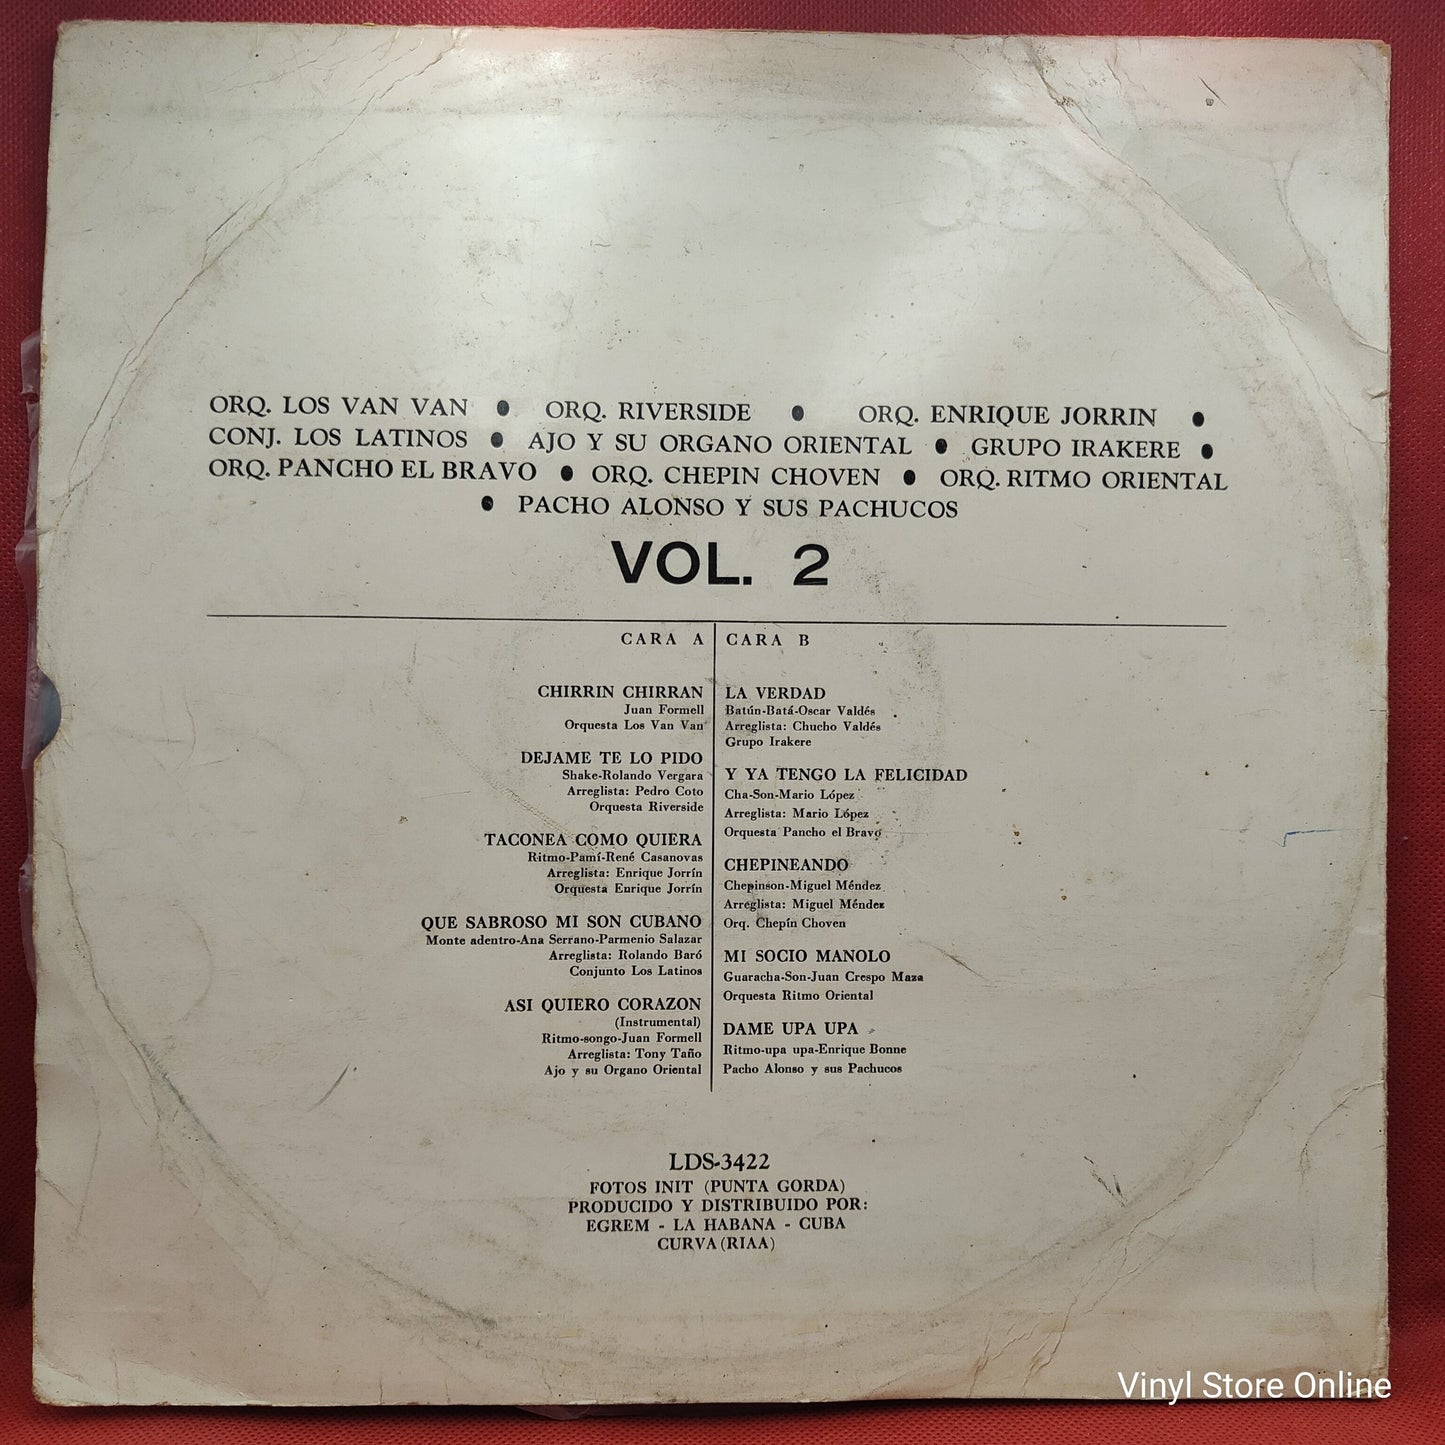 ORQ. LOS VAN VAN ● ORQ. RIVERSIDE ● ORQ. ENRIQUE JORRIN ●
CONJ. LOS LATINOS ● AJO Y SU ORGANO ORIENTAL ● GRUPO IRAKERE ●
ORQ. PANCHO EL BRAVO ● ORQ. CHEPIN CHOVEN ● ORQ. RITMO ORIENTAL
● PACHO ALONSO Y SUS PACHUCOS
VOL. 2
CARA A
CHIRRIN CHIRRAN
Juan Formell
Orquesta Los Van Van
DEJAME TE LO PIDO
Shake-Rolando Vergara
Arreglista: Pedro Coto
Orquesta Riverside
TACONEA COMO QUIERA
Ritmo-Pamí-René Casanovas
Arreglista: Enrique Jorrín
Orquesta Enrique Jorrín
QUE SABROSO MI SON CUBANO
Monte adentro-Ana Serrano-Parmenio Salazar
Arreglista: Rolando Baró
Conjunto Los Latinos
ASI QUIERO CORAZON
(Instrumental)
Ritmo-songo-Juan Formell
Arreglista: Tony Taño
Ajo y su Organo Oriental
CARA B
LA VERDAD
Batún-Batá-Oscar Valdés
Arreglista: Chucho Valdés
Grupo Irakere
Y YA TENGO LA FELICIDAD
Cha-Son-Mario López
Arreglista: Mario López
Orquesta Pancho el Bravo
CHEPINEANDO
Chepinson-Miguel Méndez
Arreglista: Miguel Méndez
Orq. Chepín Choven
MI SOCIO MANOLO
Guaracha-Son-Juan Crespo Maza
Orquesta Ritmo Oriental
DAME UPA UPA
Ritmo-upa upa-Enrique Bonne
Pacho Alonso y sus Pachucos
LDS-3422
FOTOS INIT (PUNTA GORDA)
PRODUCIDO Y DISTRIBUIDO POR:
EGREM - LA HABANA - CUBA
CURVA (RIAA)
Vinyl Store Online